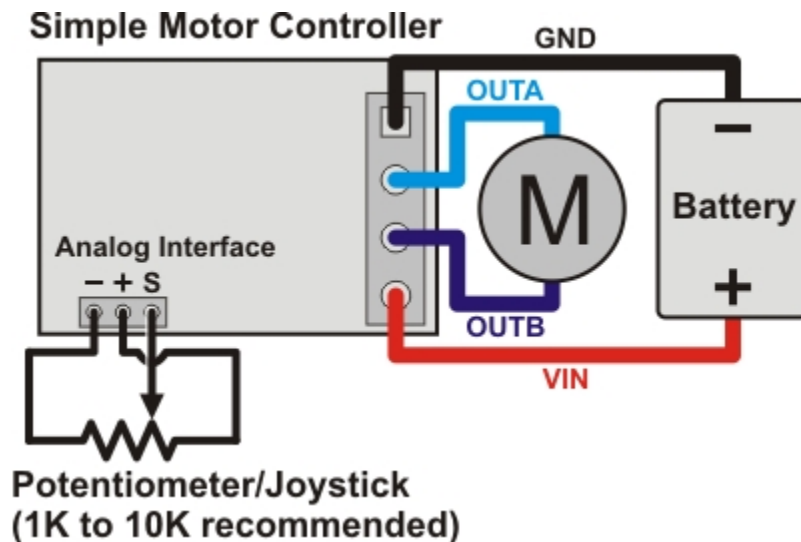 Simple Motor Controller
GND
OUTA
M
−
Battery
+
Analog Interface
− + S
OUTB
VIN
Potentiometer/Joystick
(1K to 10K recommended)